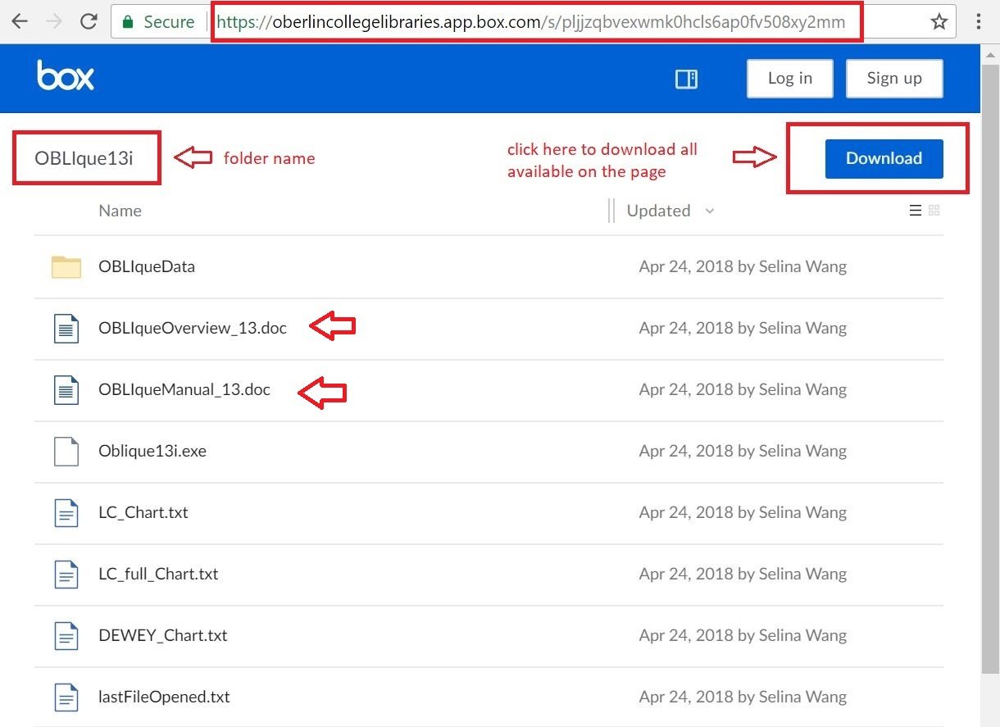 Secure https://oberlincollegelibraries.app.box.com/s/pljjzqbvexwmk0hcls6ap0fv508xy2mm
box Log in Sign up
OBLIque13i folder name
click here to download all
available on the page
Download
Name Updated
OBLIqueData Apr 24, 2018 by Selina Wang
OBLIqueOverview_13.doc Apr 24, 2018 by Selina Wang
OBLIqueManual_13.doc Apr 24, 2018 by Selina Wang
Oblique13i.exe Apr 24, 2018 by Selina Wang
LC_Chart.txt Apr 24, 2018 by Selina Wang
LC_full_Chart.txt Apr 24, 2018 by Selina Wang
DEWEY_Chart.txt Apr 24, 2018 by Selina Wang
lastFileOpened.txt Apr 24, 2018 by Selina Wang